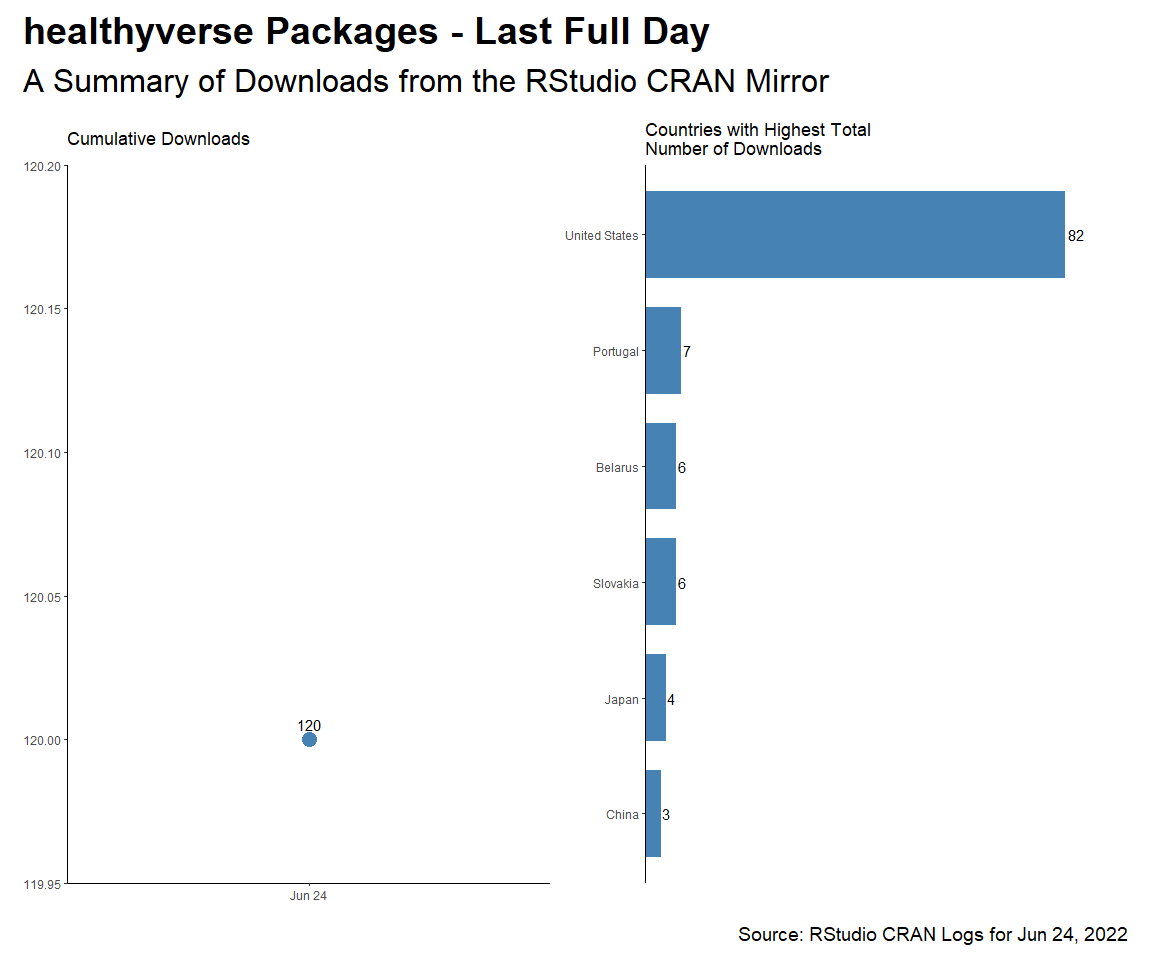 healthyverse Packages - Last Full Day
A Summary of Downloads from the RStudio CRAN Mirror
Cumulative Downloads
120.20
120.15
120.10
120.05
120.00
119.95
120
Jun 24
Countries with Highest Total
Number of Downloads
United States 82
Portugal 7
Belarus 6
Slovakia 6
Japan 4
China 3
Source: RStudio CRAN Logs for Jun 24, 2022